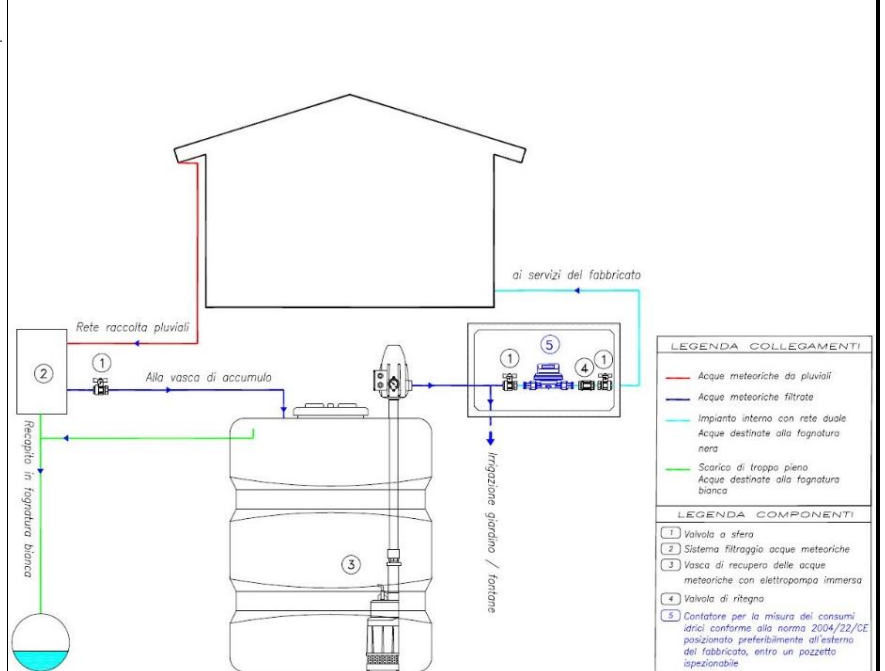 ai servizi del fabbricato
Rete raccolta pluviali
1
2
Alla vasca di accumulo
1
5
4
1
Recapito in fognatura bianca
Irrigazione giardino / fontane
3
LEGENDA COLLEGAMENTI
Acque meteoriche da pluviali
Acque meteoriche filtrate
Impianto interno con rete duale
Acque destinate alla fognatura
nera
Scarico di troppo pieno
Acque destinate alla fognatura
bianca
LEGENDA COMPONENTI
1 Valvola a sfera
2 Sistema filtraggio acque meteoriche
3 Vasca di recupero delle acque
meteoriche con elettropompa immersa
4 Valvola di ritegno
5 Contatore per la misura dei consumi
idrici conforme alla norma 2004/22/CE
posizionato preferibilmente all'esterno
del fabbricato, entro un pozzetto
ispezionabile